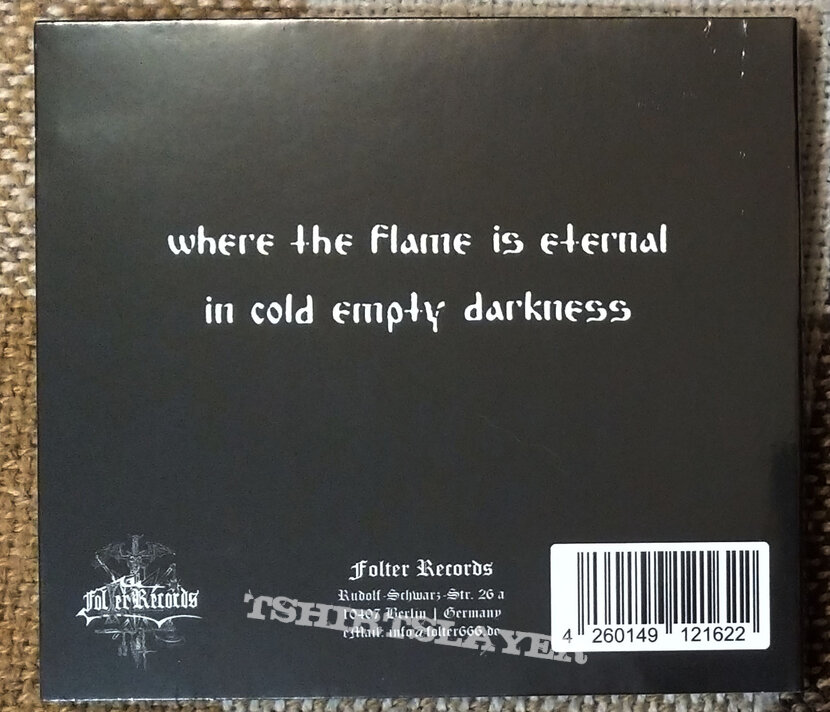 where the flame is eternal
in cold empty darkness
Folter Records
Folter Records
Rudolf-Schwarz-Str. 26 a
10407 Berlin | Germany
eMail: info@folter666.de
TSHIRTSLAYER
4 260149 121622